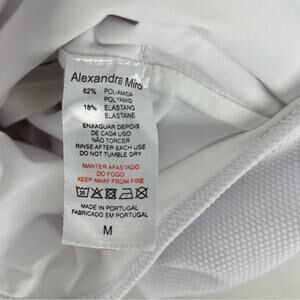 Alexandra Miro
82% POLIAMIDA
POLYAMID
18% ELASTANO
ELASTANE
ENXAGUAR DEPOIS
DE CADA USO
NÃO TORCER
RINSE AFTER EACH USE
DO NOT TUMBLE DRY
MANTER AFASTADO
DO FOGO
KEEP AWAY FROM FIRE
MADE IN PORTUGAL
FABRICADO EM PORTUGAL
M